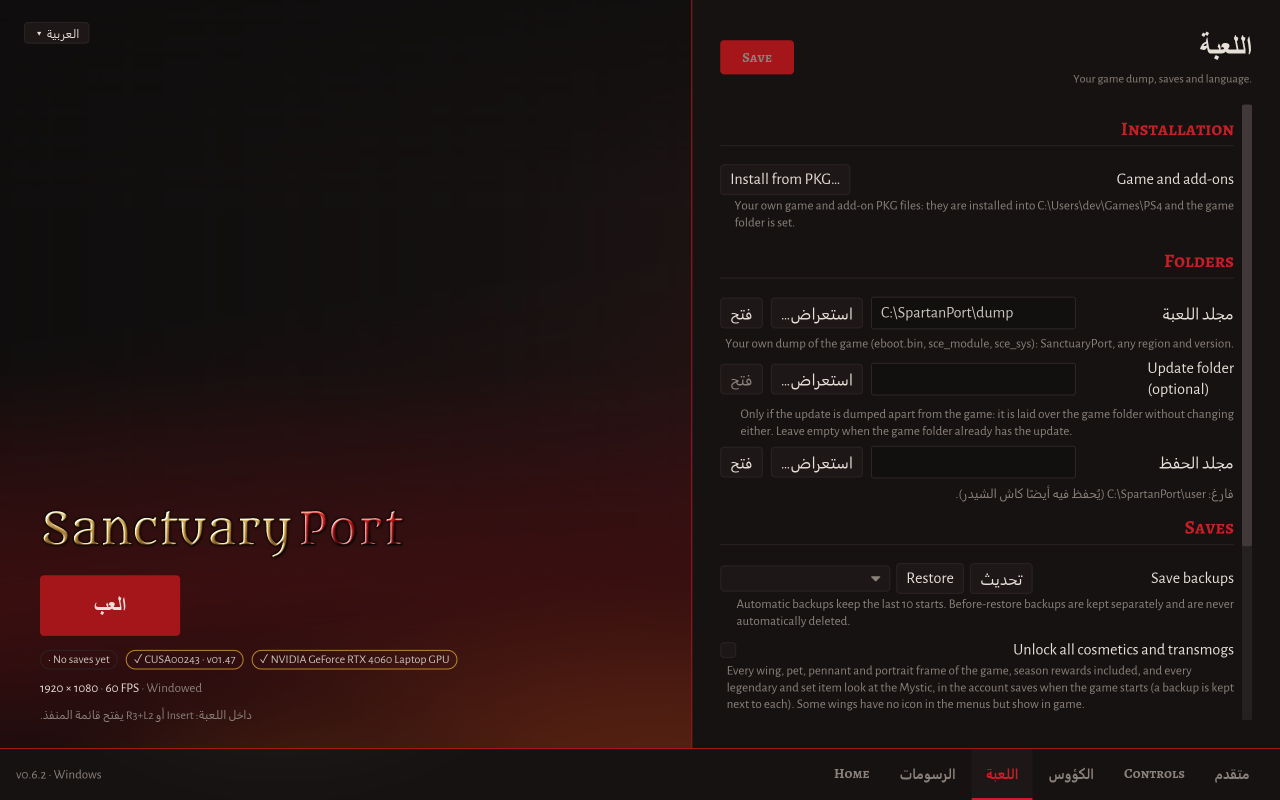 العربية
SanctuaryPort
العب
· No saves yet
✓ CUSA00243 · v01.47
✓ NVIDIA GeForce RTX 4060 Laptop GPU
1920 × 1080 · 60 FPS · Windowed
داخل اللعبة: Insert أو R3+L2 يفتح قائمة المنفذ.
اللعبة
Save
Your game dump, saves and language.
Installation
Game and add-ons
Install from PKG...
Your own game and add-on PKG files: they are installed into C:\Users\dev\Games\PS4 and the game
folder is set.
Folders
مجلد اللعبة
C:\SpartanPort\dump
استعراض...
فتح
Your own dump of the game (eboot.bin, sce_module, sce_sys): SanctuaryPort, any region and version.
Update folder
(optional)
استعراض...
فتح
Only if the update is dumped apart from the game: it is laid over the game folder without changing
either. Leave empty when the game folder already has the update.
مجلد الحفظ
استعراض...
فتح
فارغ: C:\SpartanPort\user (يُحفظ فيه أيضًا كاش الشيدر).
Saves
Save backups
تحديث
Restore
Automatic backups keep the last 10 starts. Before-restore backups are kept separately and are never
automatically deleted.
Unlock all cosmetics and transmogs
Every wing, pet, pennant and portrait frame of the game, season rewards included, and every
legendary and set item look at the Mystic, in the account saves when the game starts (a backup is kept
next to each). Some wings have no icon in the menus but show in game.
v0.6.2 · Windows
Home
الرسومات
اللعبة
الكؤوس
Controls
متقدم